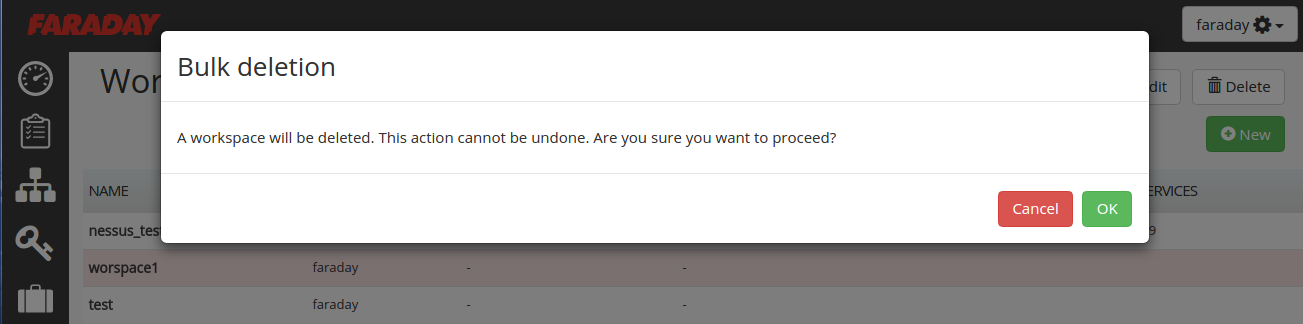 FARADAY
faraday
Wor
Bulk deletion
dit
Delete
A workspace will be deleted. This action cannot be undone. Are you sure you want to proceed?
New
Cancel
OK
NAME
ERVICES
nessus_test
9
worspace1 faraday - -
test faraday - -